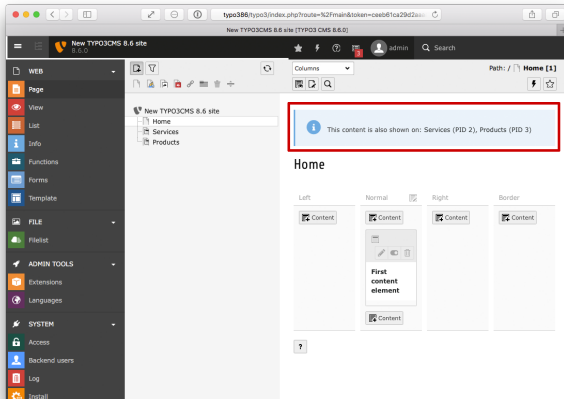 typo386/typo3/index.php?route=%2Fmain&token=ceeb61ca29d2aa
New TYPO3CMS 8.6 site [TYPO3 CMS 8.6.0]
New TYPO3CMS 8.6 site
8.6.0
3
admin
Search
WEB
Page
View
List
Info
Functions
Forms
Template
FILE
Filelist
ADMIN TOOLS
Extensions
Languages
SYSTEM
Access
Backend users
Log
Install
New TYPO3CMS 8.6 site
Home
Services
Products
Columns
Path: / Home [1]
This content is also shown on: Services (PID 2), Products (PID 3)
Home
Left Normal Right Border
Content Content Content Content
First
content
element
Content
?